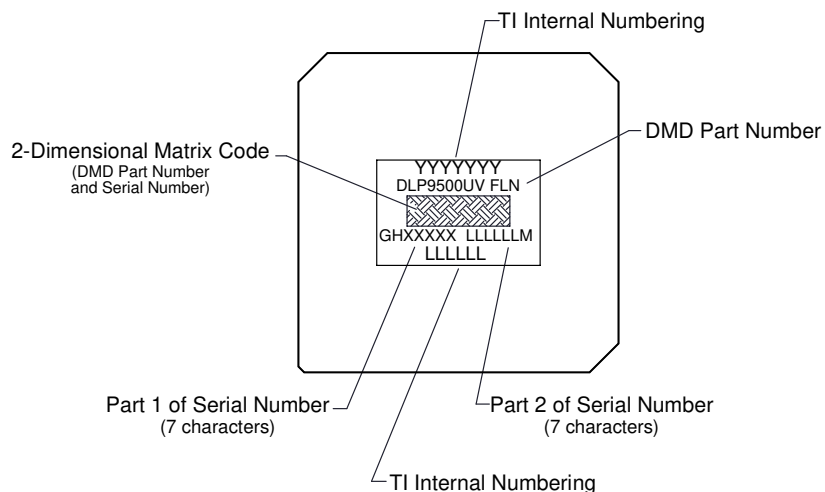 TI Internal Numbering
DMD Part Number
2-Dimensional Matrix Code
(DMD Part Number
and Serial Number)
YYYYYYY
DLP9500UV FLN
GHXXXXX LLLLLLM
LLLLLL
Part 1 of Serial Number
(7 characters)
Part 2 of Serial Number
(7 characters)
TI Internal Numbering